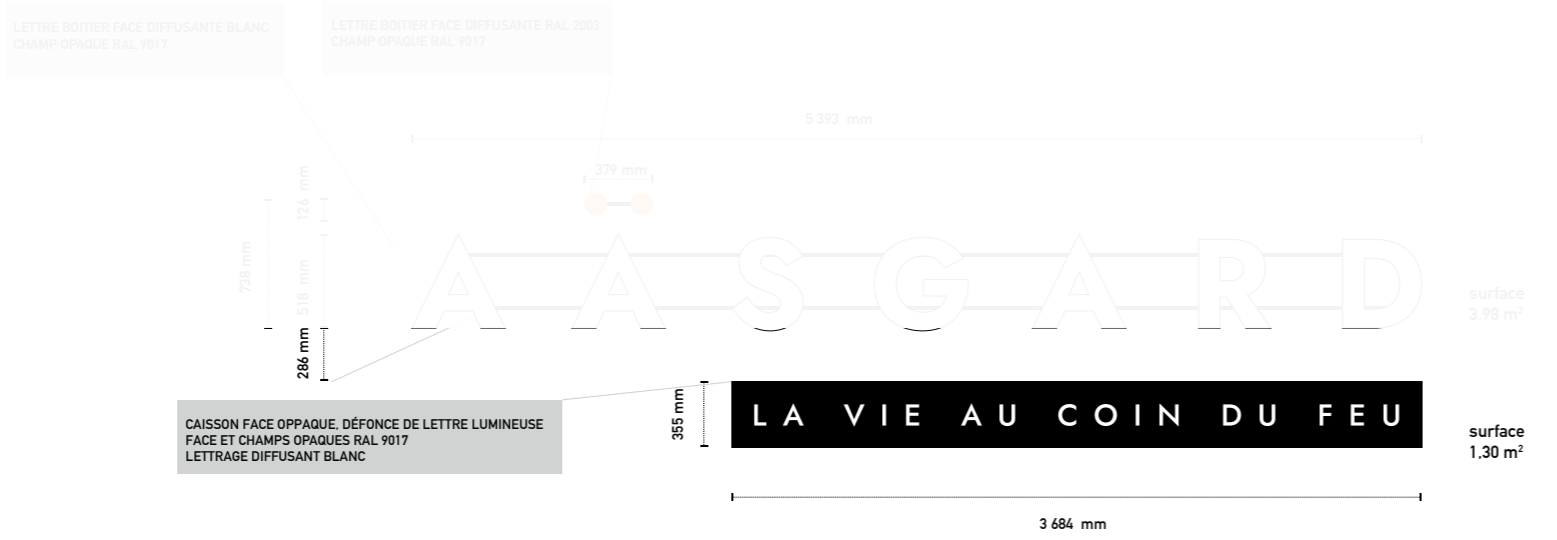 LETTRE BOITIER FACE DIFFUSANTE BLANC
CHAMP OPAQUE RAL 9017
LETTRE BOITIER FACE DIFFUSANTE RAL 2003
CHAMP OPAQUE RAL 9017
5 393 mm
379 mm
126 mm
738 mm
518 mm
AASGARD
surface
3,98 m²
286 mm
CAISSON FACE OPPAQUE, DÉFONCE DE LETTRE LUMINEUSE
FACE ET CHAMPS OPAQUES RAL 9017
LETTRAGE DIFFUSANT BLANC
355 mm
LA VIE AU COIN DU FEU
surface
1,30 m²
3 684 mm